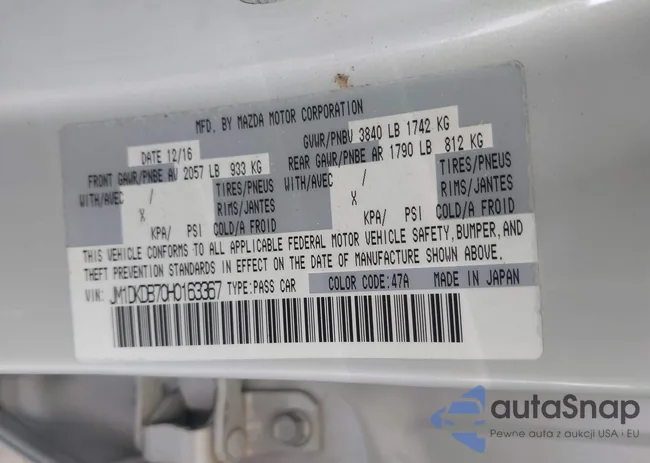 MFD. BY MAZDA MOTOR CORPORATION
DATE 12/16
GVWR/PNBV 3840 LB 1742 KG
FRONT GAWR/PNBE AV 2057 LB 933 KG
REAR GAWR/PNBE AR 1790 LB 812 KG
WITH/AVEC / TIRES/PNEUS WITH/AVEC / TIRES/PNEUS
X RIMS/JANTES X RIMS/JANTES
KPA/ PSI COLD/A FROID KPA/ PSI COLD/A FROID
THIS VEHICLE CONFORMS TO ALL APPLICABLE FEDERAL MOTOR VEHICLE SAFETY, BUMPER, AND
THEFT PREVENTION STANDARDS IN EFFECT ON THE DATE OF MANUFACTURE SHOWN ABOVE.
VIN: JM1DKDB70H0163367 TYPE:PASS CAR COLOR CODE:47A MADE IN JAPAN
autaSnap
Pewne auta z aukcji USA i EU